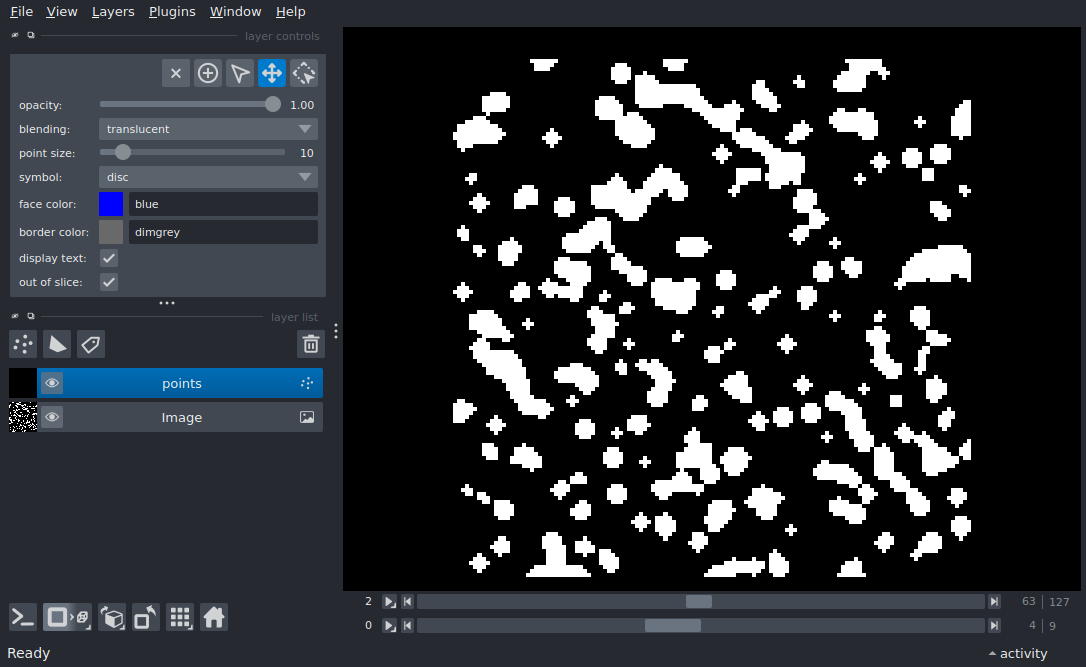 File View Layers Plugins Window Help
layer controls
opacity: 1.00
blending: translucent
point size: 10
symbol: disc
face color: blue
border color: dimgrey
display text:
out of slice:
layer list
points
Image
2 63 127
0 4 9
Ready activity